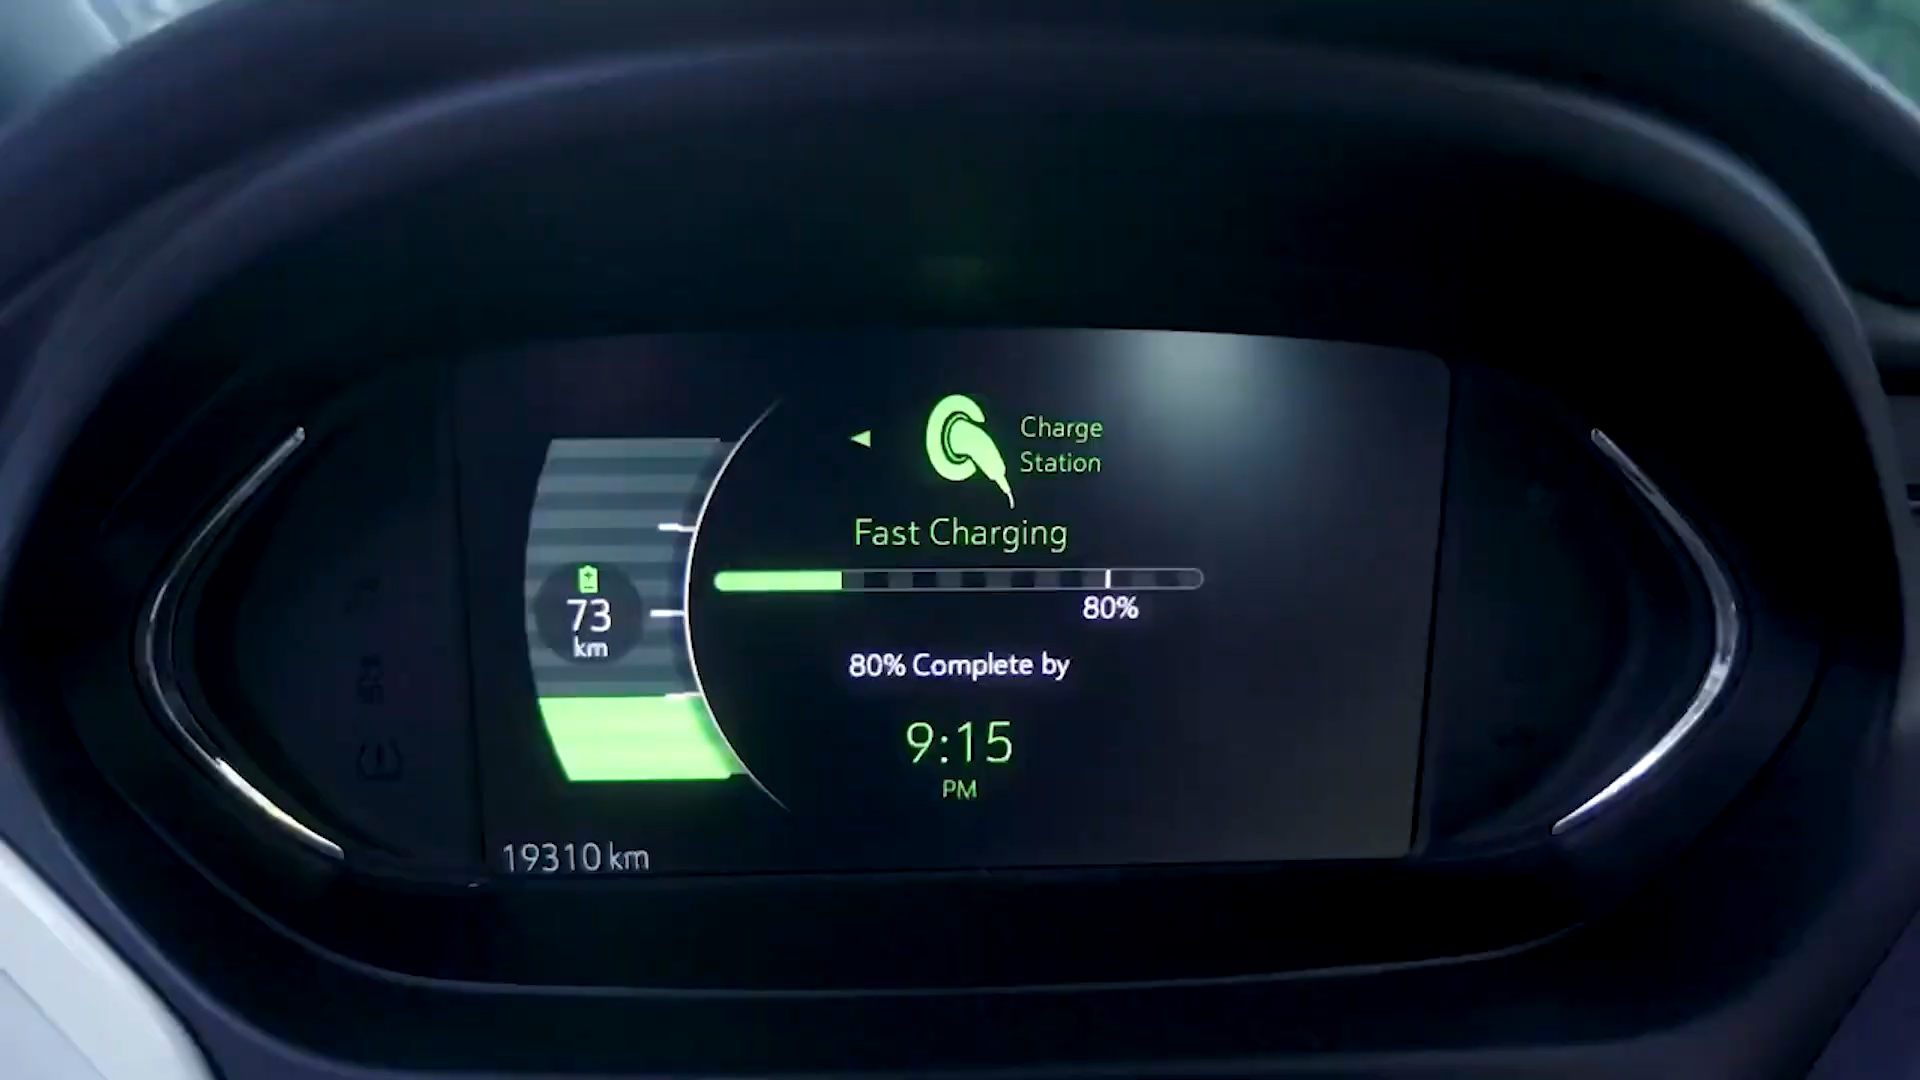 Charge
Station
Fast Charging
80%
73
km
80% Complete by
9:15
PM
19310 km